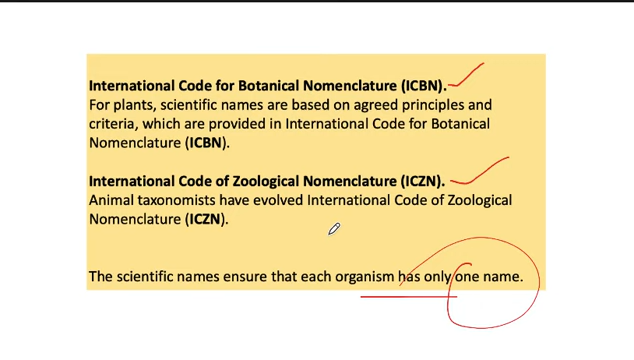 International Code for Botanical Nomenclature (ICBN).
For plants, scientific names are based on agreed principles and
criteria, which are provided in International Code for Botanical
Nomenclature (ICBN).
International Code of Zoological Nomenclature (ICZN).
Animal taxonomists have evolved International Code of Zoological
Nomenclature (ICZN).
The scientific names ensure that each organism has only one name.